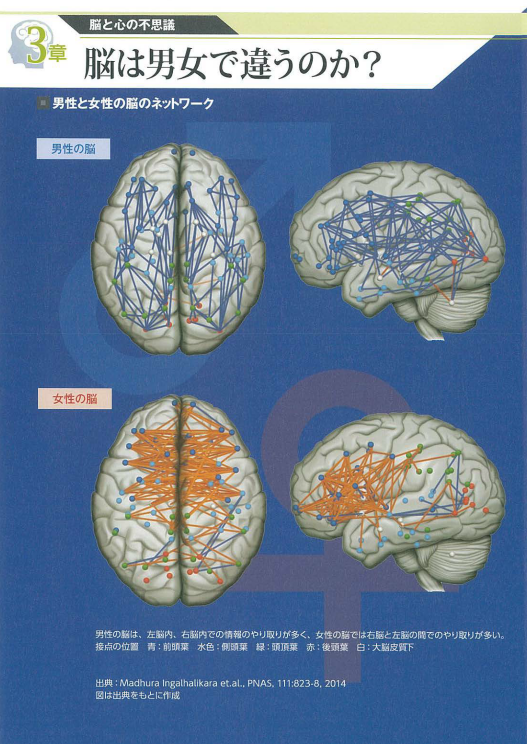 脳と心の不思議
3章
脳は男女で違うのか?
■ 男性と女性の脳のネットワーク
男性の脳
女性の脳
男性の脳は、左脳内、右脳内での情報のやり取りが多く、女性の脳では右脳と左脳の間でのやり取りが多い。
接点の位置 青:前頭葉 水色:側頭葉 緑:頭頂葉 赤:後頭葉 白:大脳皮質下
出典:Madhura Ingalhalikara et.al., PNAS, 111:823-8, 2014
図は出典をもとに作成